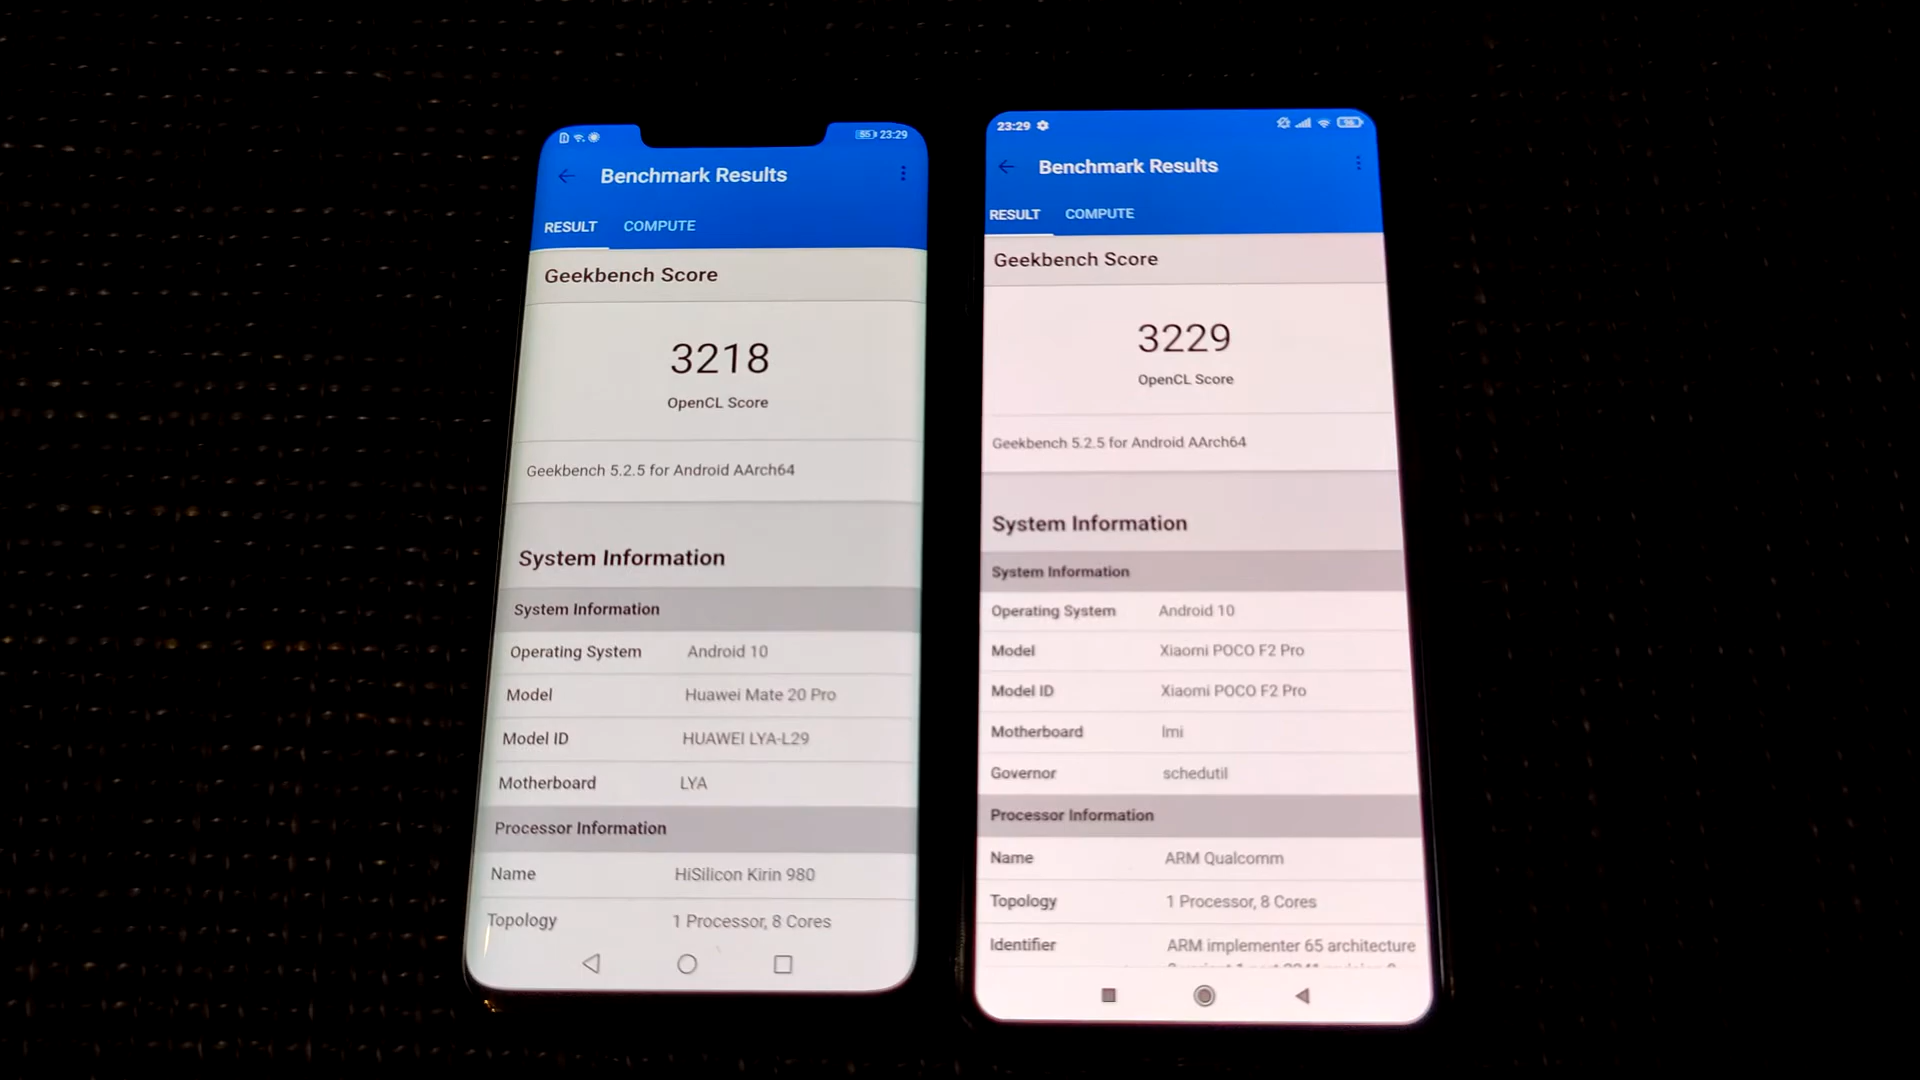 55 23:29
Benchmark Results
RESULT COMPUTE
Geekbench Score
3218
OpenCL Score
Geekbench 5.2.5 for Android AArch64
System Information
System Information
Operating System Android 10
Model Huawei Mate 20 Pro
Model ID HUAWEI LYA-L29
Motherboard LYA
Processor Information
Name HiSilicon Kirin 980
Topology 1 Processor, 8 Cores
23:29
Benchmark Results
RESULT COMPUTE
Geekbench Score
3229
OpenCL Score
Geekbench 5.2.5 for Android AArch64
System Information
System Information
Operating System Android 10
Model Xiaomi POCO F2 Pro
Model ID Xiaomi POCO F2 Pro
Motherboard lmi
Governor schedutil
Processor Information
Name ARM Qualcomm
Topology 1 Processor, 8 Cores
Identifier ARM implementer 65 architecture